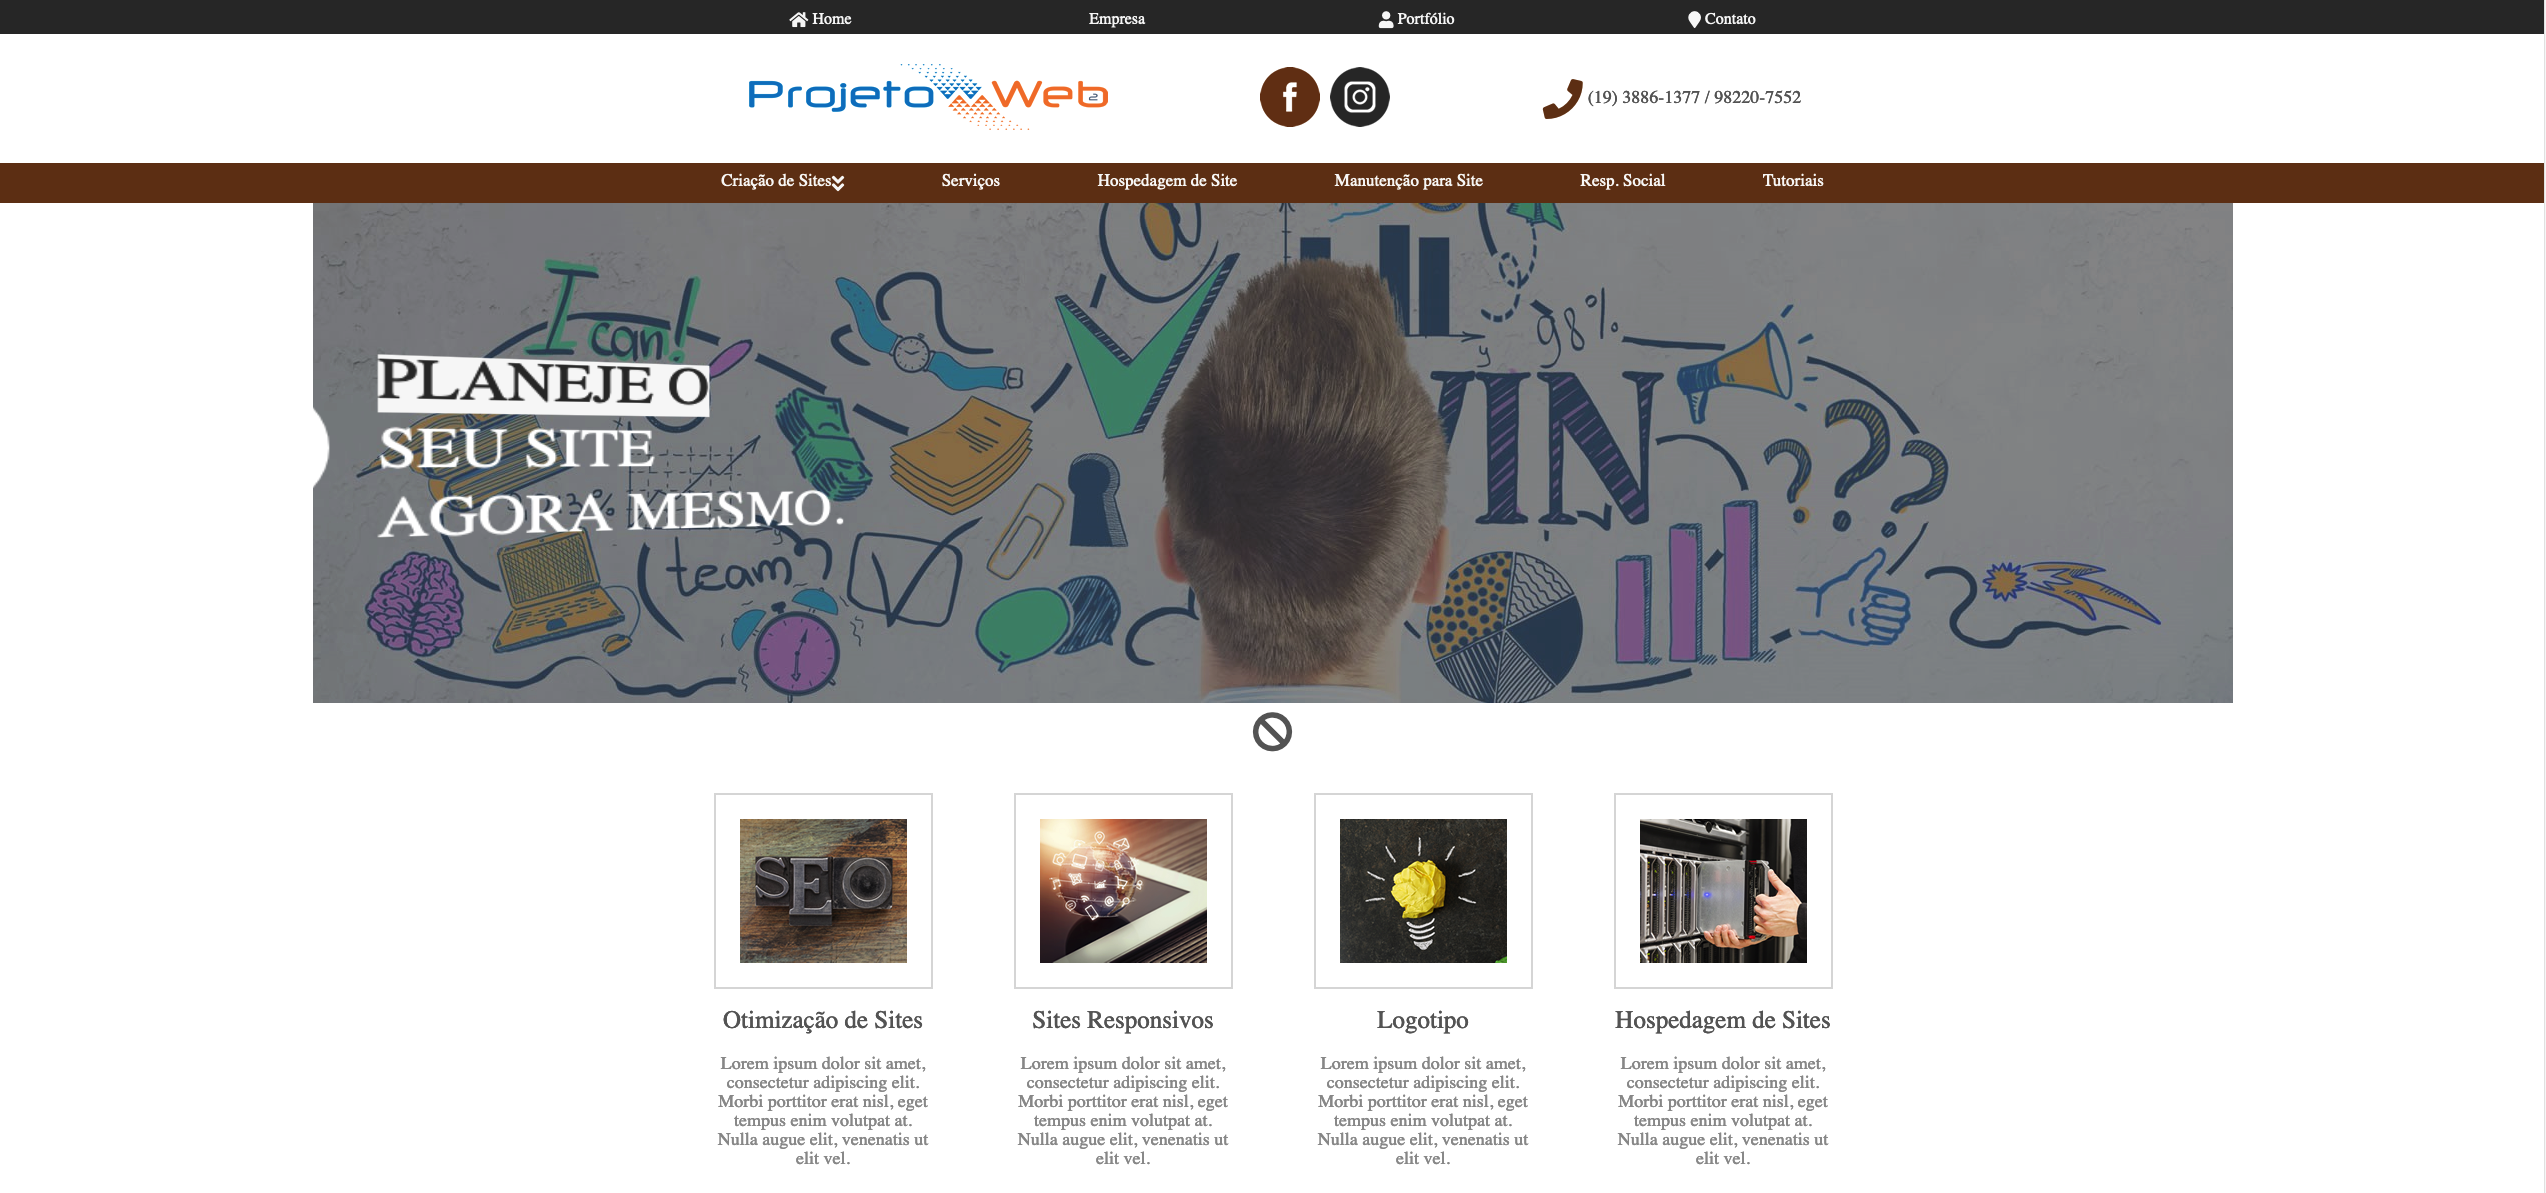 Home
Empresa
Portfólio
Contato
Projeto Web 2
(19) 3886-1377 / 98220-7552
Criação de Sites
Serviços
Hospedagem de Site
Manutenção para Site
Resp. Social
Tutoriais
I can!
98%
y
PLANEJE O
SEU SITE
AGORA MESMO.
team
SEO
Otimização de Sites
Lorem ipsum dolor sit amet,
consectetur adipiscing elit.
Morbi porttitor erat nisl, eget
tempus enim volutpat at.
Nulla augue elit, venenatis ut
elit vel.
Sites Responsivos
Lorem ipsum dolor sit amet,
consectetur adipiscing elit.
Morbi porttitor erat nisl, eget
tempus enim volutpat at.
Nulla augue elit, venenatis ut
elit vel.
Logotipo
Lorem ipsum dolor sit amet,
consectetur adipiscing elit.
Morbi porttitor erat nisl, eget
tempus enim volutpat at.
Nulla augue elit, venenatis ut
elit vel.
Hospedagem de Sites
Lorem ipsum dolor sit amet,
consectetur adipiscing elit.
Morbi porttitor erat nisl, eget
tempus enim volutpat at.
Nulla augue elit, venenatis ut
elit vel.